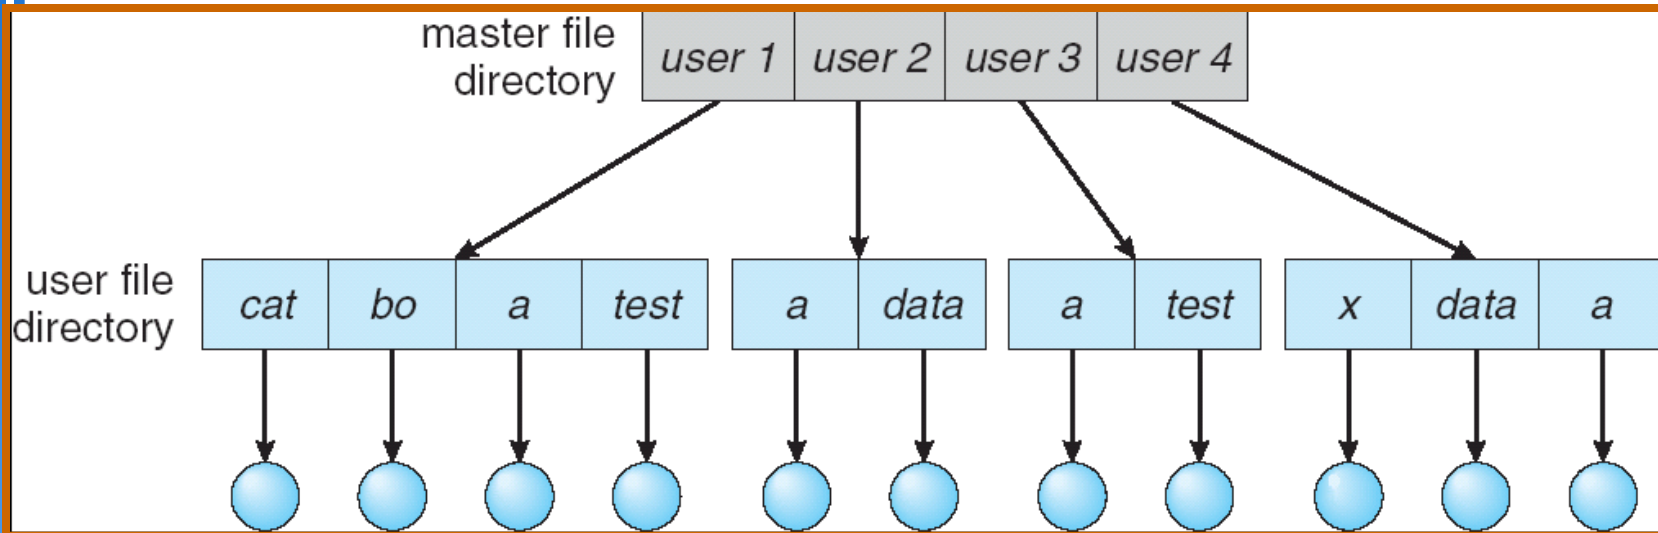 master file
directory
user 1 user 2 user 3 user 4
user file
directory
cat bo a test a data a test x data a